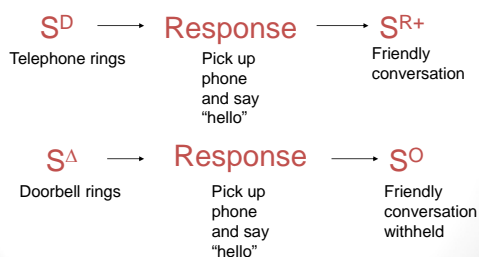 S^D Response S^R+
Telephone rings
Pick up
phone
and say
“hello”
Friendly
conversation
S^Δ Response S^O
Doorbell rings
Pick up
phone
and say
“hello”
Friendly
conversation
withheld